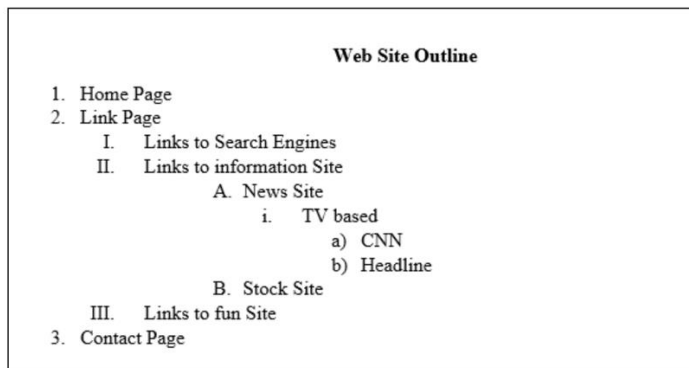 Web Site Outline
1. Home Page
2. Link Page
I. Links to Search Engines
II. Links to information Site
A. News Site
i. TV based
a) CNN
b) Headline
B. Stock Site
III. Links to fun Site
3. Contact Page